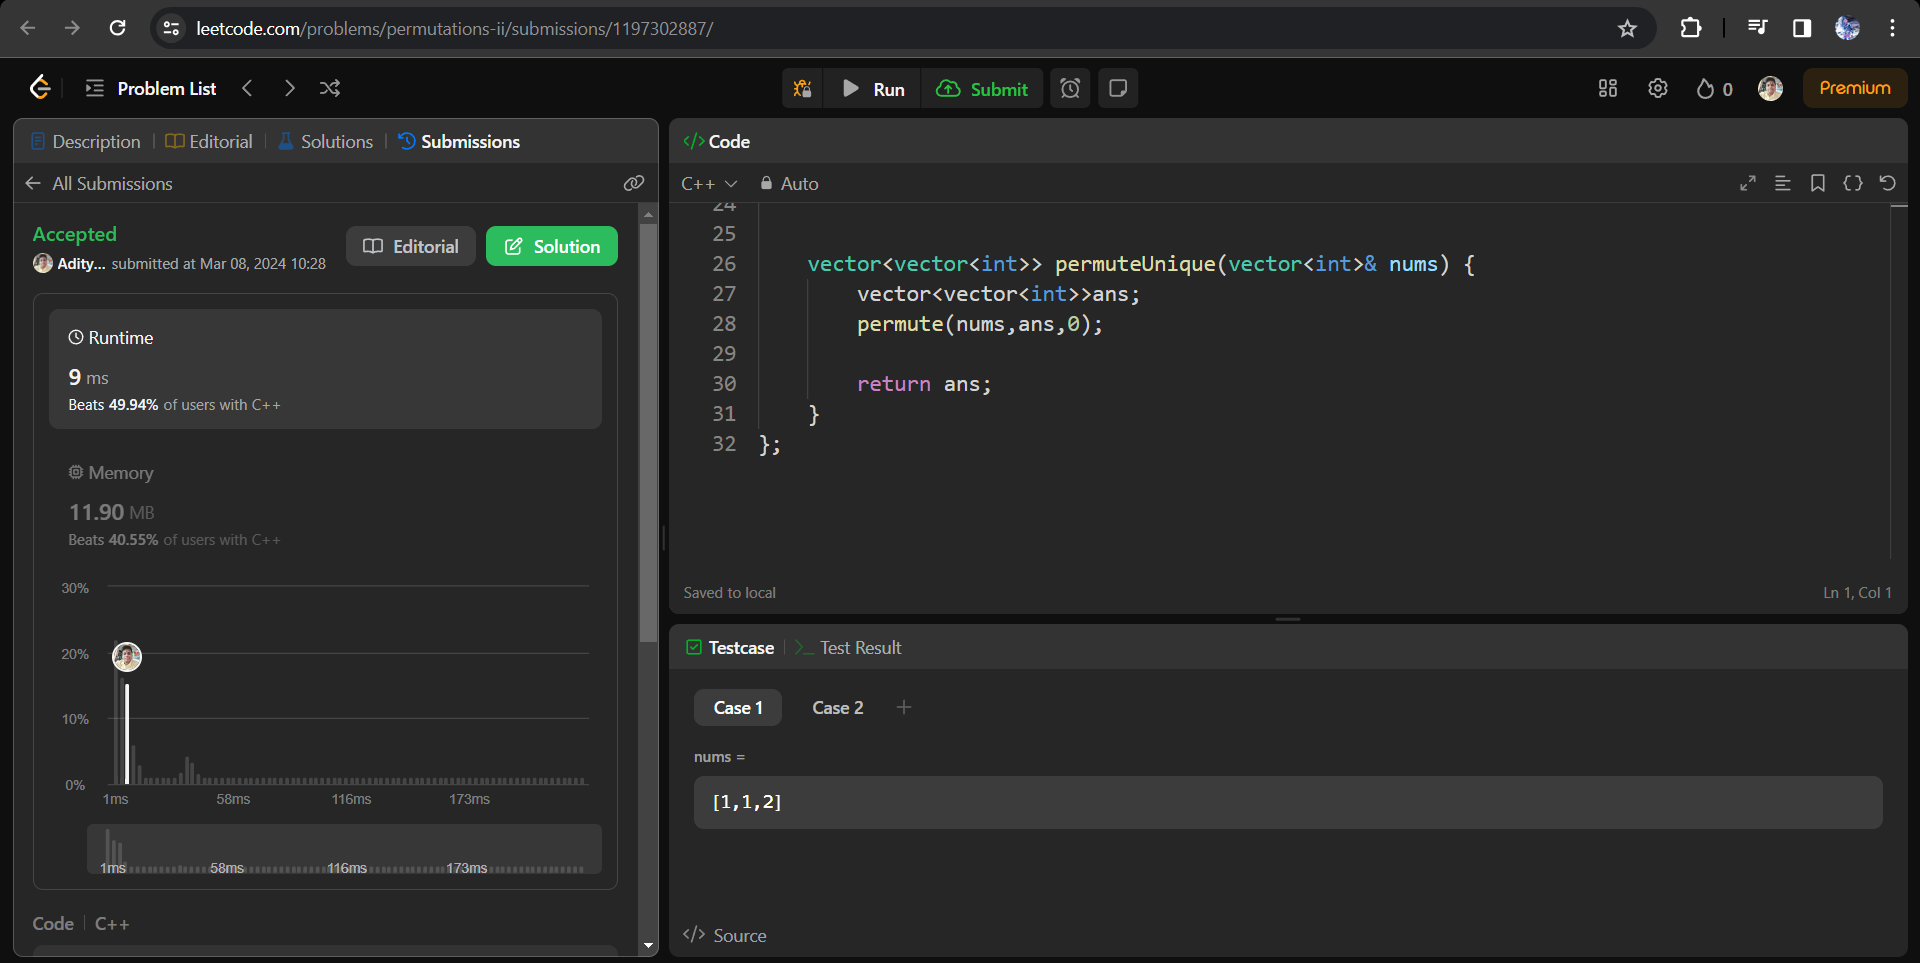 leetcode.com/problems/permutations-ii/submissions/1197302887/
Problem List
Run
Submit
0
Premium
Description
Editorial
Solutions
Submissions
All Submissions
Accepted
Adity... submitted at Mar 08, 2024 10:28
Editorial
Solution
Runtime
9 ms
Beats 49.94% of users with C++
Memory
11.90 MB
Beats 40.55% of users with C++
30%
20%
10%
0%
1ms 58ms 116ms 173ms
1ms 58ms 116ms 173ms
Code C++
</> Code
C++ Auto
24
25
26 vector<vector<int>> permuteUnique(vector<int>& nums) {
27 vector<vector<int>>ans;
28 permute(nums,ans,0);
29
30 return ans;
31 }
32 };
Saved to local
Ln 1, Col 1
Testcase
Test Result
Case 1 Case 2 +
nums =
[1,1,2]
</> Source